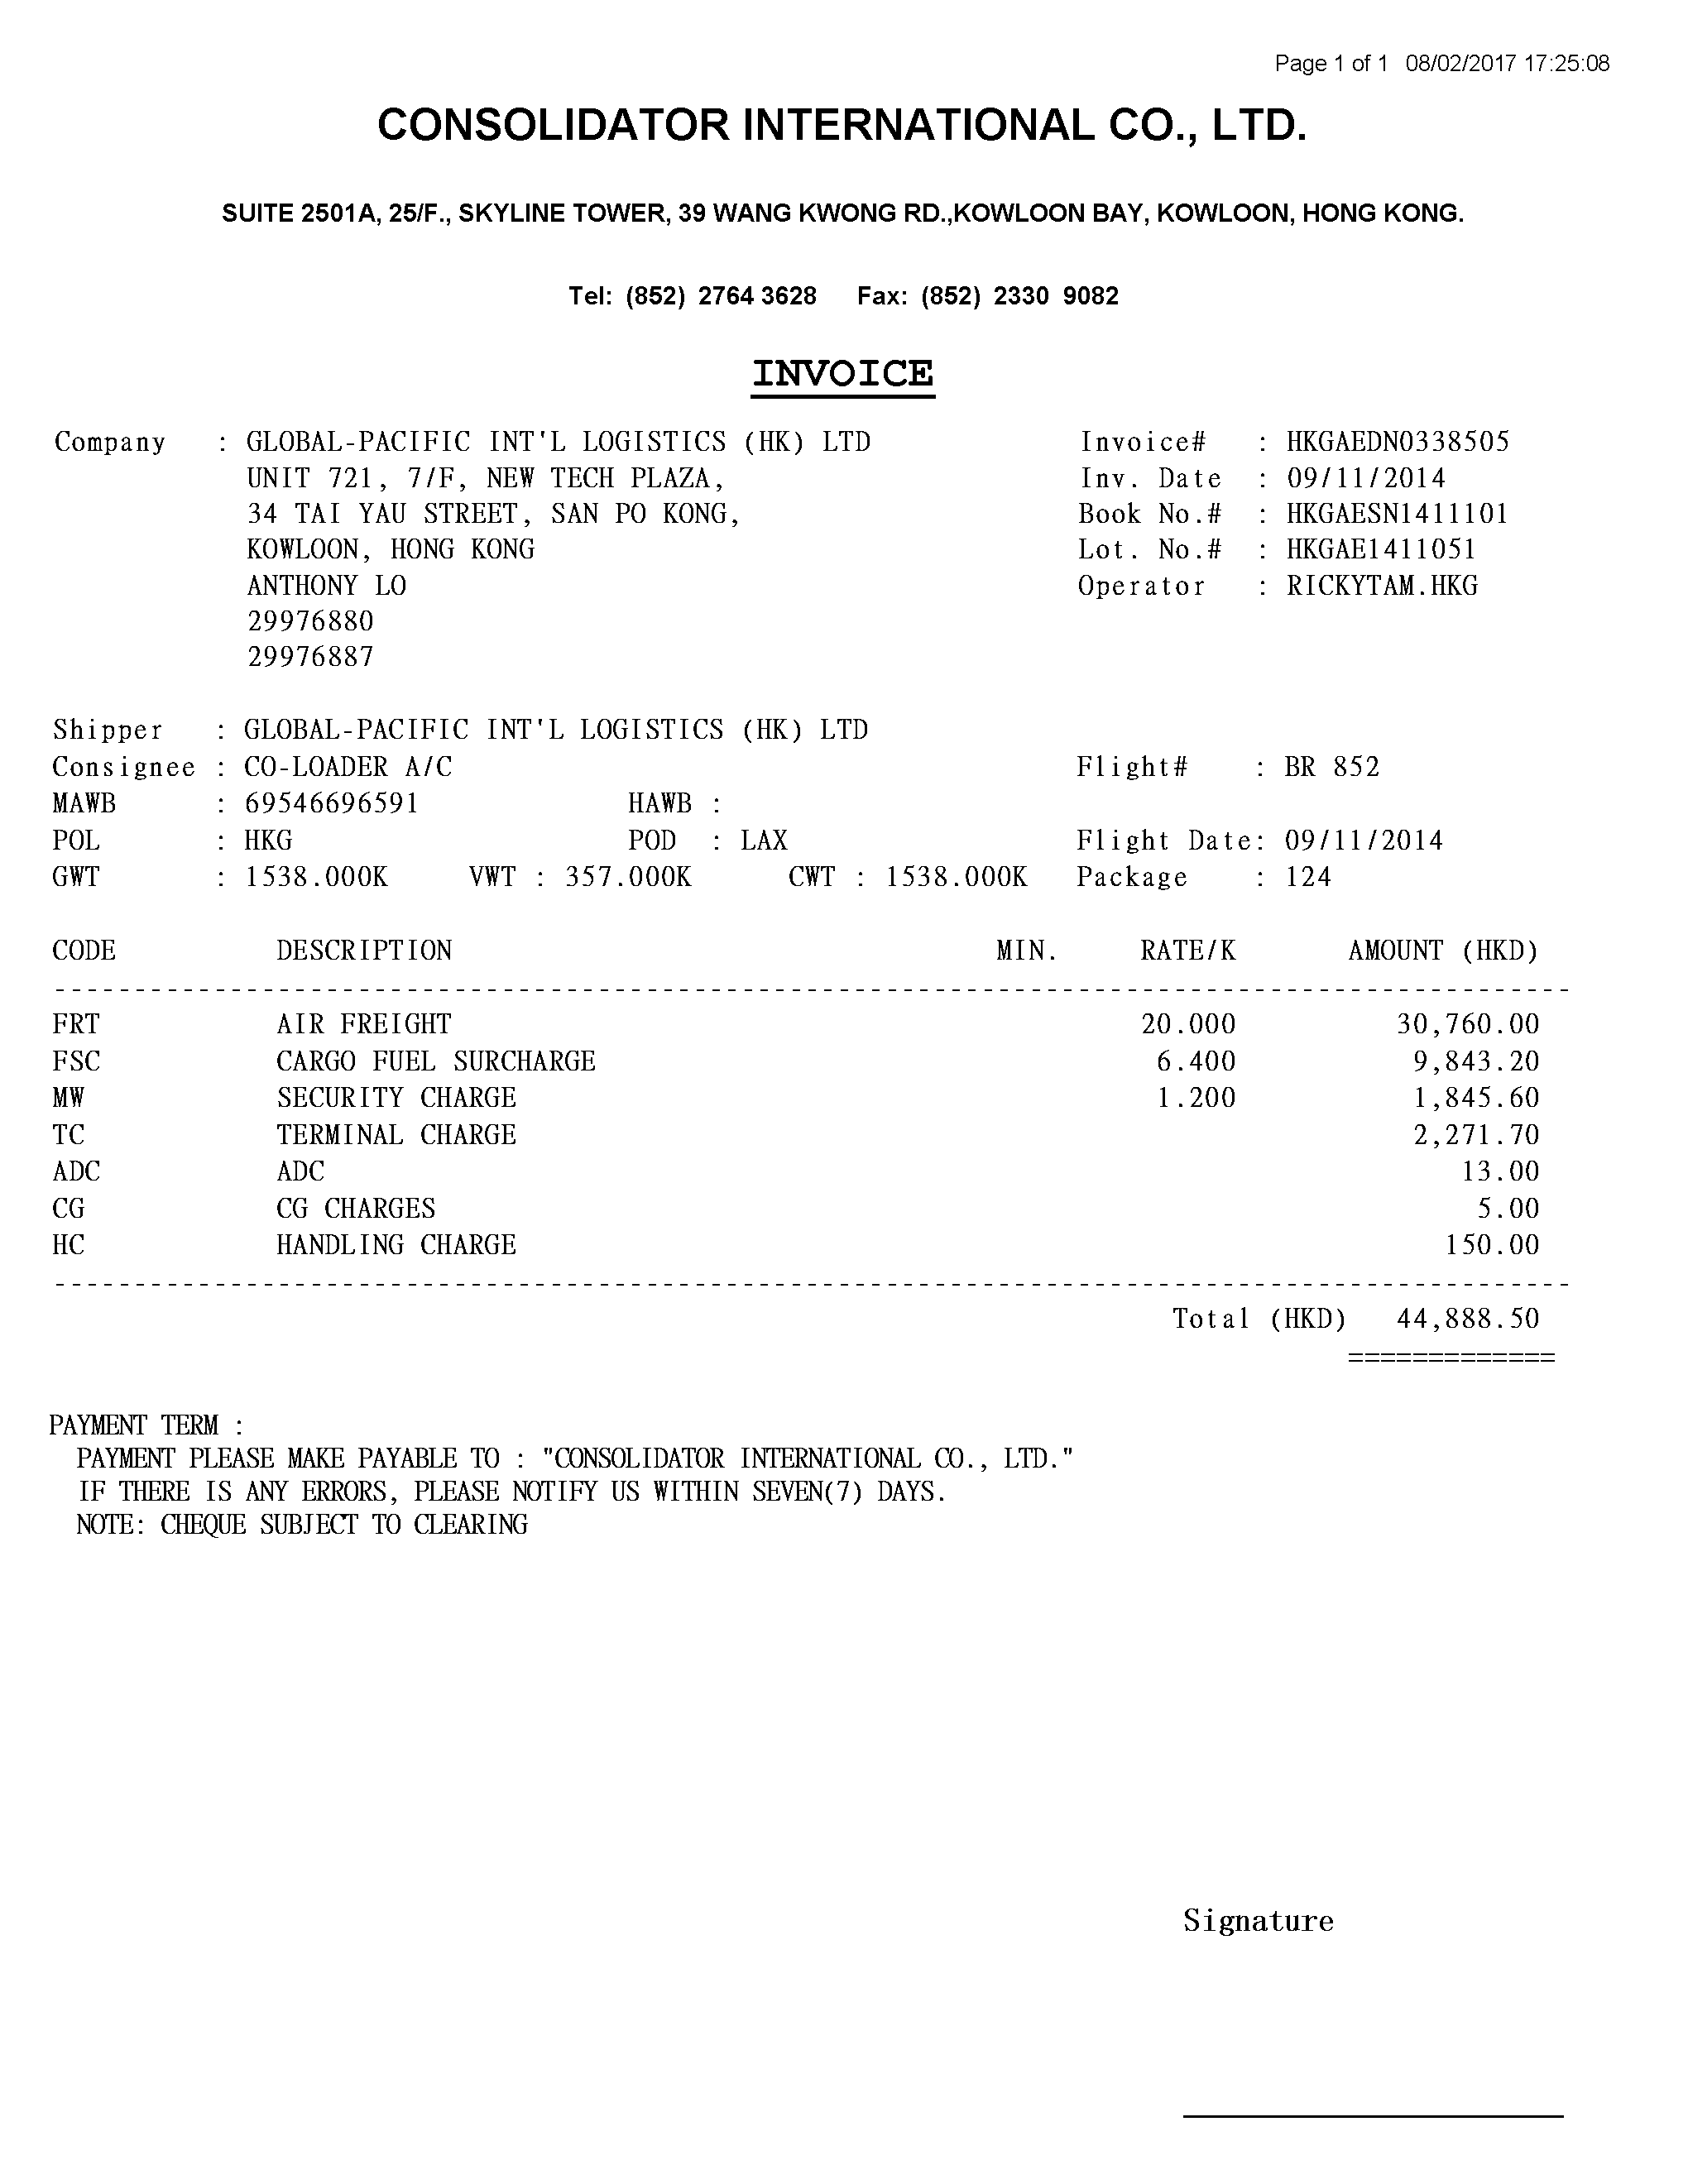 Page 1 of 1 08/02/2017 17:25:08
CONSOLIDATOR INTERNATIONAL CO., LTD.
SUITE 2501A, 25/F., SKYLINE TOWER, 39 WANG KWONG RD.,KOWLOON BAY, KOWLOON, HONG KONG.
Tel: (852) 2764 3628 Fax: (852) 2330 9082
INVOICE
Company : GLOBAL-PACIFIC INT'L LOGISTICS (HK) LTD Invoice# : HKGAEDN0338505
UNIT 721, 7/F, NEW TECH PLAZA, Inv. Date : 09/11/2014
34 TAI YAU STREET, SAN PO KONG, Book No.# : HKGAESN1411101
KOWLOON, HONG KONG Lot. No.# : HKGAE1411051
ANTHONY LO Operator : RICKYTAM.HKG
29976880
29976887
Shipper : GLOBAL-PACIFIC INT'L LOGISTICS (HK) LTD
Consignee : CO-LOADER A/C Flight# : BR 852
MAWB : 69546696591 HAWB :
POL : HKG POD : LAX Flight Date: 09/11/2014
GWT : 1538.000K VWT : 357.000K CWT : 1538.000K Package : 124
CODE DESCRIPTION MIN. RATE/K AMOUNT (HKD)
FRT AIR FREIGHT 20.000 30,760.00
FSC CARGO FUEL SURCHARGE 6.400 9,843.20
MW SECURITY CHARGE 1.200 1,845.60
TC TERMINAL CHARGE 2,271.70
ADC ADC 13.00
CG CG CHARGES 5.00
HC HANDLING CHARGE 150.00
Total (HKD) 44,888.50
=============
PAYMENT TERM :
PAYMENT PLEASE MAKE PAYABLE TO : "CONSOLIDATOR INTERNATIONAL CO., LTD."
IF THERE IS ANY ERRORS, PLEASE NOTIFY US WITHIN SEVEN(7) DAYS.
NOTE: CHEQUE SUBJECT TO CLEARING
Signature